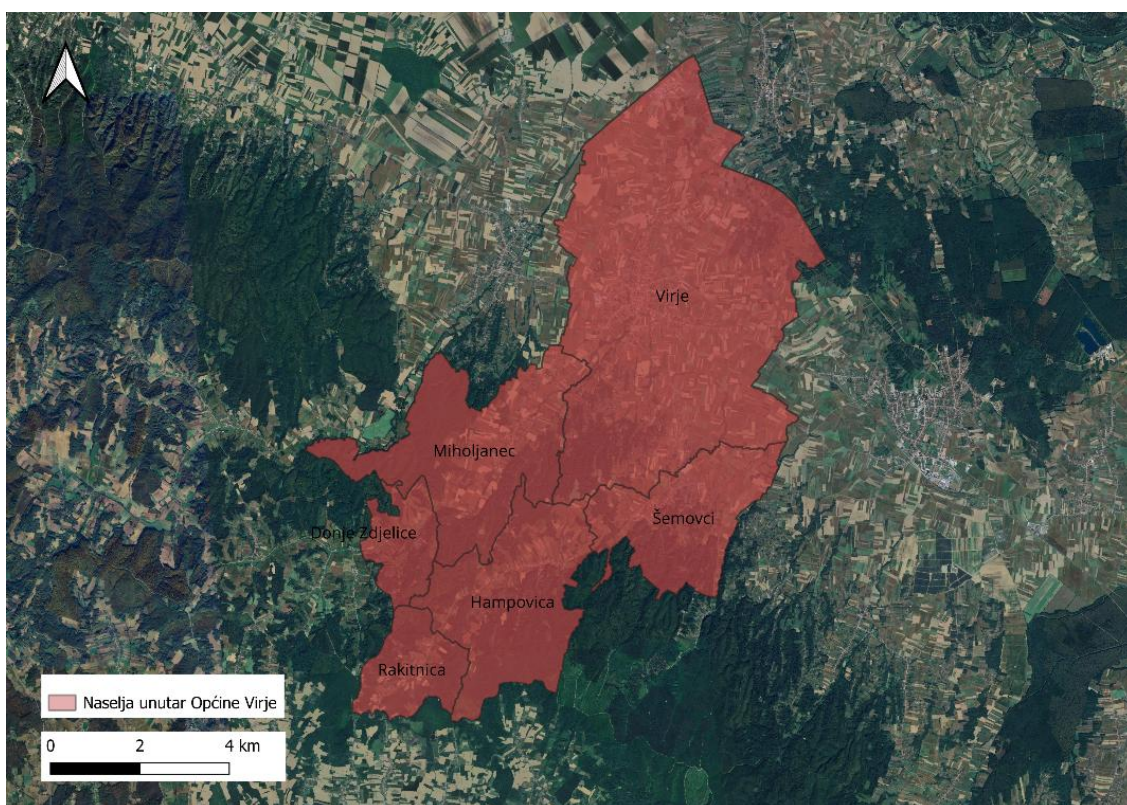 Virje
Miholjanec
Šemovci
Donje Zdjelice
Hampovica
Rakitnica
Naselja unutar Općine Virje
0 2 4 km